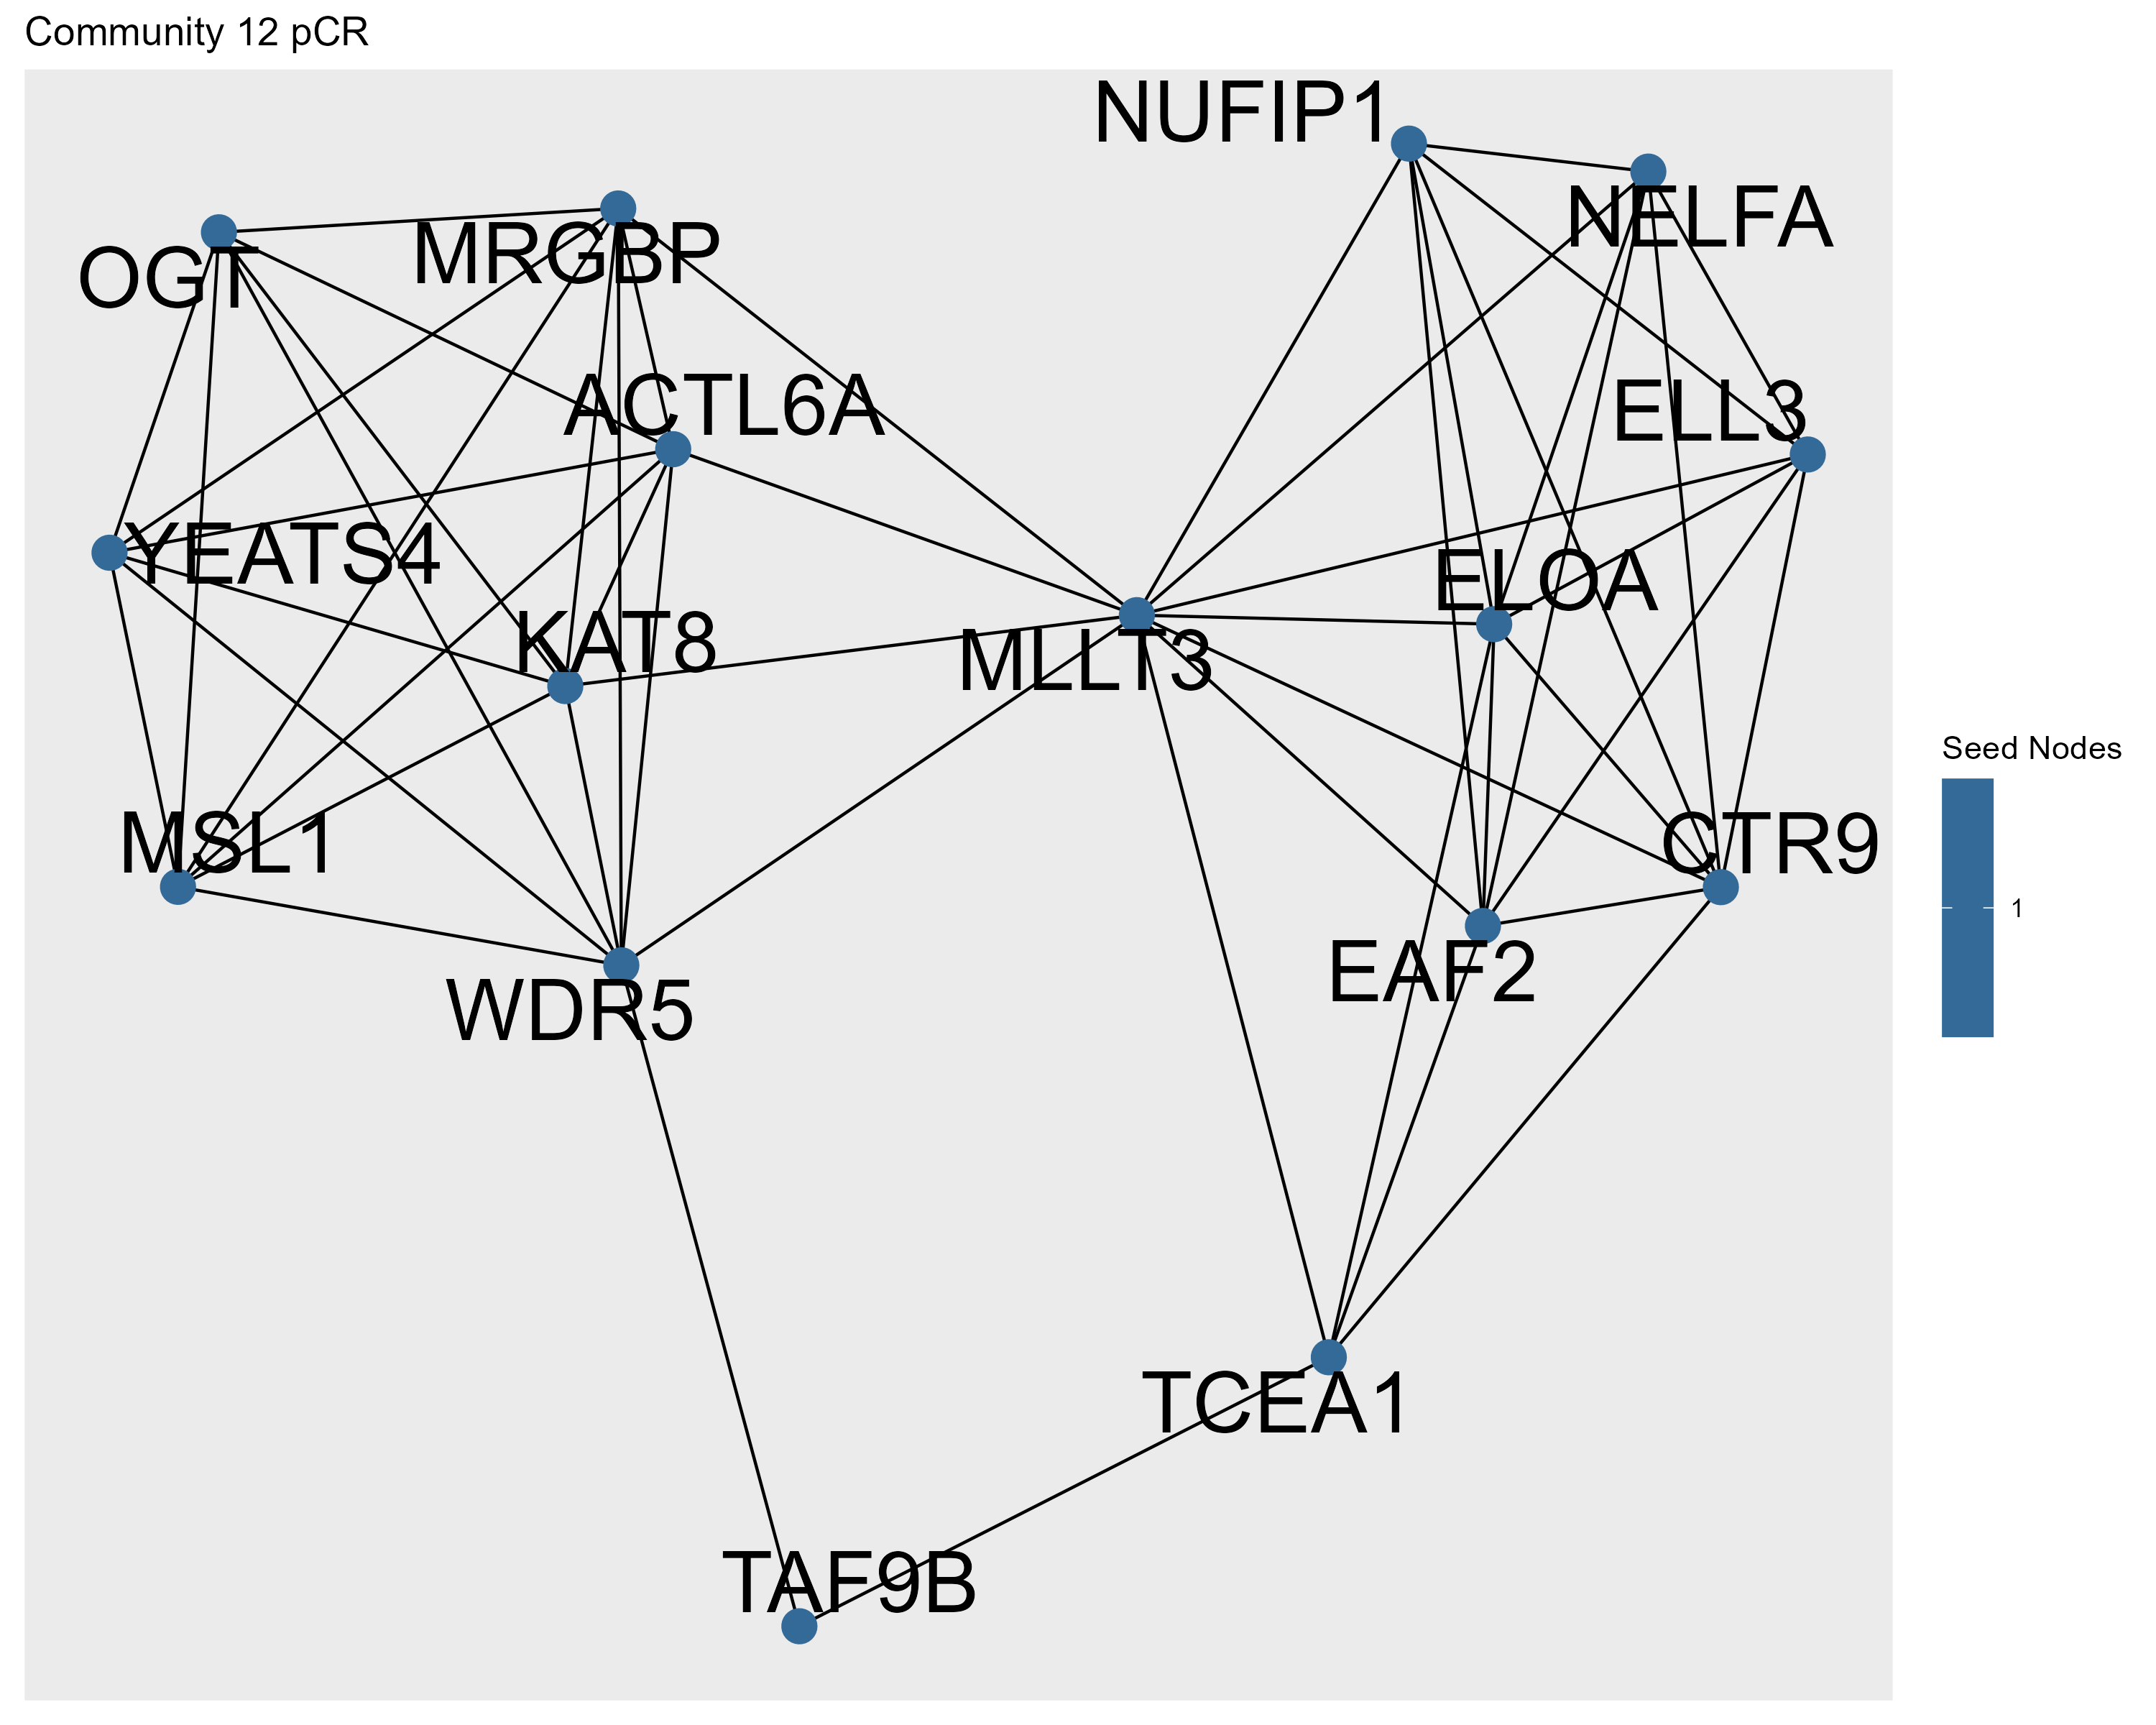 Community 12 pCR
NUFIP1
NELFA
MRGBP
OGT
ACTL6A
ELL3
YEATS4
ELOA
KAT8
MLLT3
Seed Nodes
MSL1
CTR9
1
EAF2
WDR5
TCEA1
TAF9B